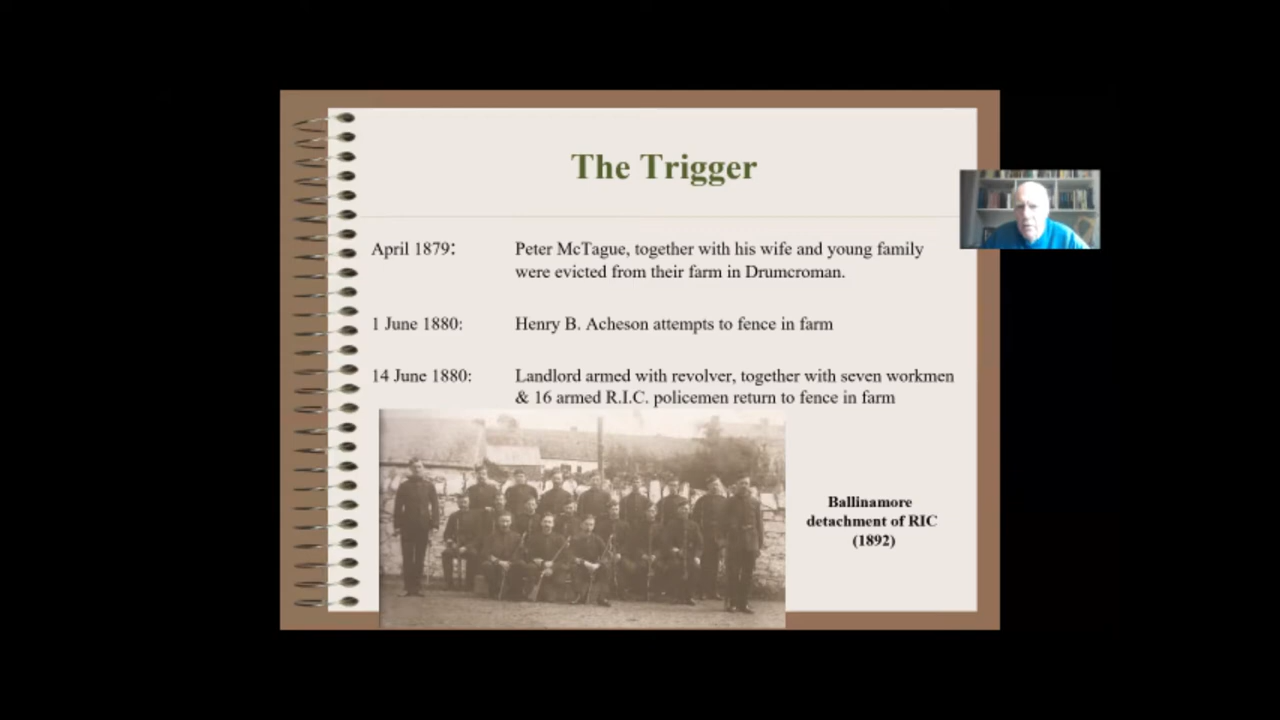 The Trigger
April 1879: Peter McTague, together with his wife and young family
were evicted from their farm in Drumcroman.
1 June 1880: Henry B. Acheson attempts to fence in farm
14 June 1880: Landlord armed with revolver, together with seven workmen
& 16 armed R.I.C. policemen return to fence in farm
Ballinamore
detachment of RIC
(1892)